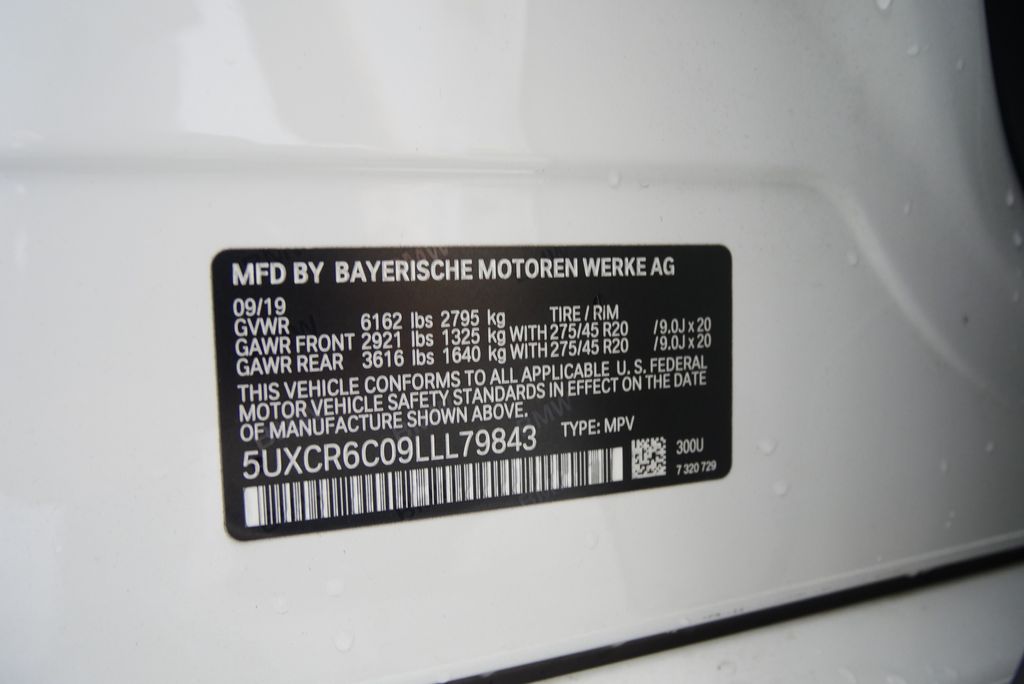 MFD BY BAYERISCHE MOTOREN WERKE AG
09/19 TIRE / RIM
GVWR 6162 lbs 2795 kg
GAWR FRONT 2921 lbs 1325 kg WITH 275/45 R20 /9.0J x 20
GAWR REAR 3616 lbs 1640 kg WITH 275/45 R20 /9.0J x 20
THIS VEHICLE CONFORMS TO ALL APPLICABLE U. S. FEDERAL
MOTOR VEHICLE SAFETY STANDARDS IN EFFECT ON THE DATE
OF MANUFACTURE SHOWN ABOVE.
5UXCR6C09LLL79843 TYPE: MPV
300U
7 320 729